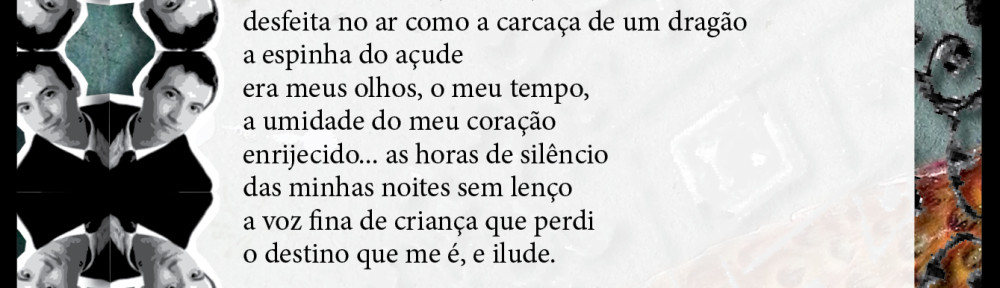 desfeita no ar como a carcaça de um dragão
a espinha do açude
era meus olhos, o meu tempo,
a umidade do meu coração
enrijecido... as horas de silêncio
das minhas noites sem lenço
a voz fina de criança que perdi
o destino que me é, e ilude.